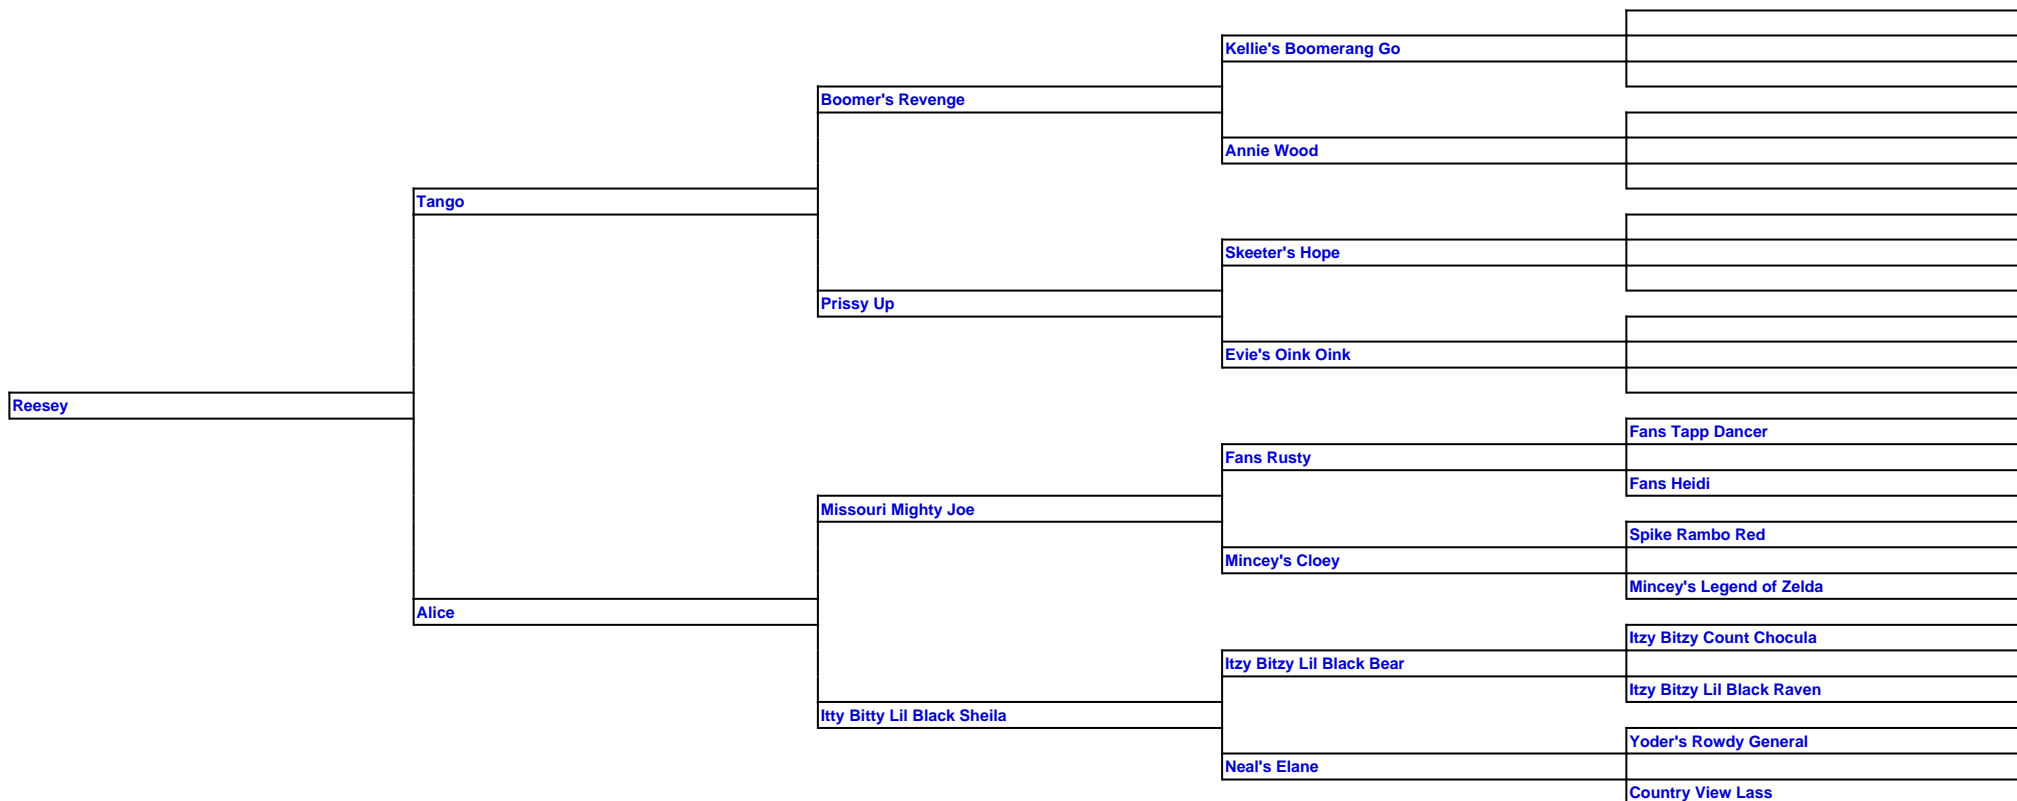 Kellie's Boomerang Go
Boomer's Revenge
Annie Wood
Tango
Skeeter's Hope
Prissy Up
Evie's Oink Oink
Reesey
Fans Tapp Dancer
Fans Rusty
Fans Heidi
Missouri Mighty Joe
Spike Rambo Red
Mincey's Cloey
Mincey's Legend of Zelda
Alice
Itzy Bitzy Count Chocula
Itzy Bitzy Lil Black Bear
Itzy Bitzy Lil Black Raven
Itty Bitty Lil Black Sheila
Yoder's Rowdy General
Neal's Elane
Country View Lass